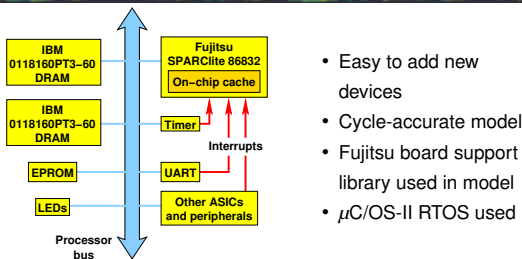 IBM
0118160PT3−60
DRAM
IBM
0118160PT3−60
DRAM
EPROM
LEDs
Processor
bus
Fujitsu
SPARClite 86832
On−chip cache
Timer
Interrupts
UART
Other ASICs
and peripherals
• Easy to add new
devices
• Cycle-accurate model
• Fujitsu board support
library used in model
• µC/OS-II RTOS used